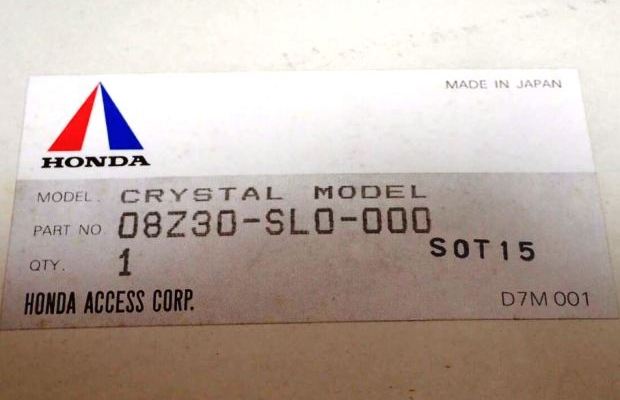 MADE IN JAPAN
HONDA
MODEL. CRYSTAL MODEL
PART NO. 08Z30-SL0-000
SOT15
QTY. 1
HONDA ACCESS CORP.
D7M 001